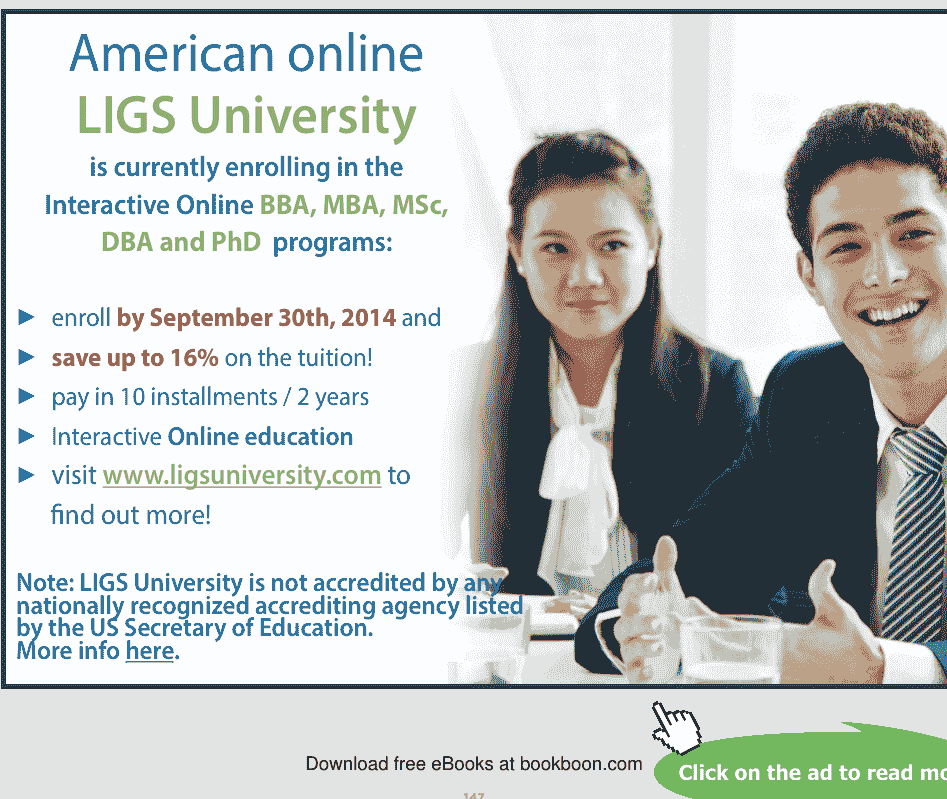 American online
LIGS University
is currently enrolling in the
Interactive Online BBA, MBA, MSc,
DBA and PhD programs:
► enroll by September 30th, 2014 and
► save up to 16% on the tuition!
► pay in 10 installments / 2 years
► Interactive Online education
► visit www.ligsuniversity.com to
find out more!
Note: LIGS University is not accredited by any
nationally recognized accrediting agency listed
by the US Secretary of Education.
More info here.
Download free eBooks at bookboon.com
Click on the ad to read mo
147